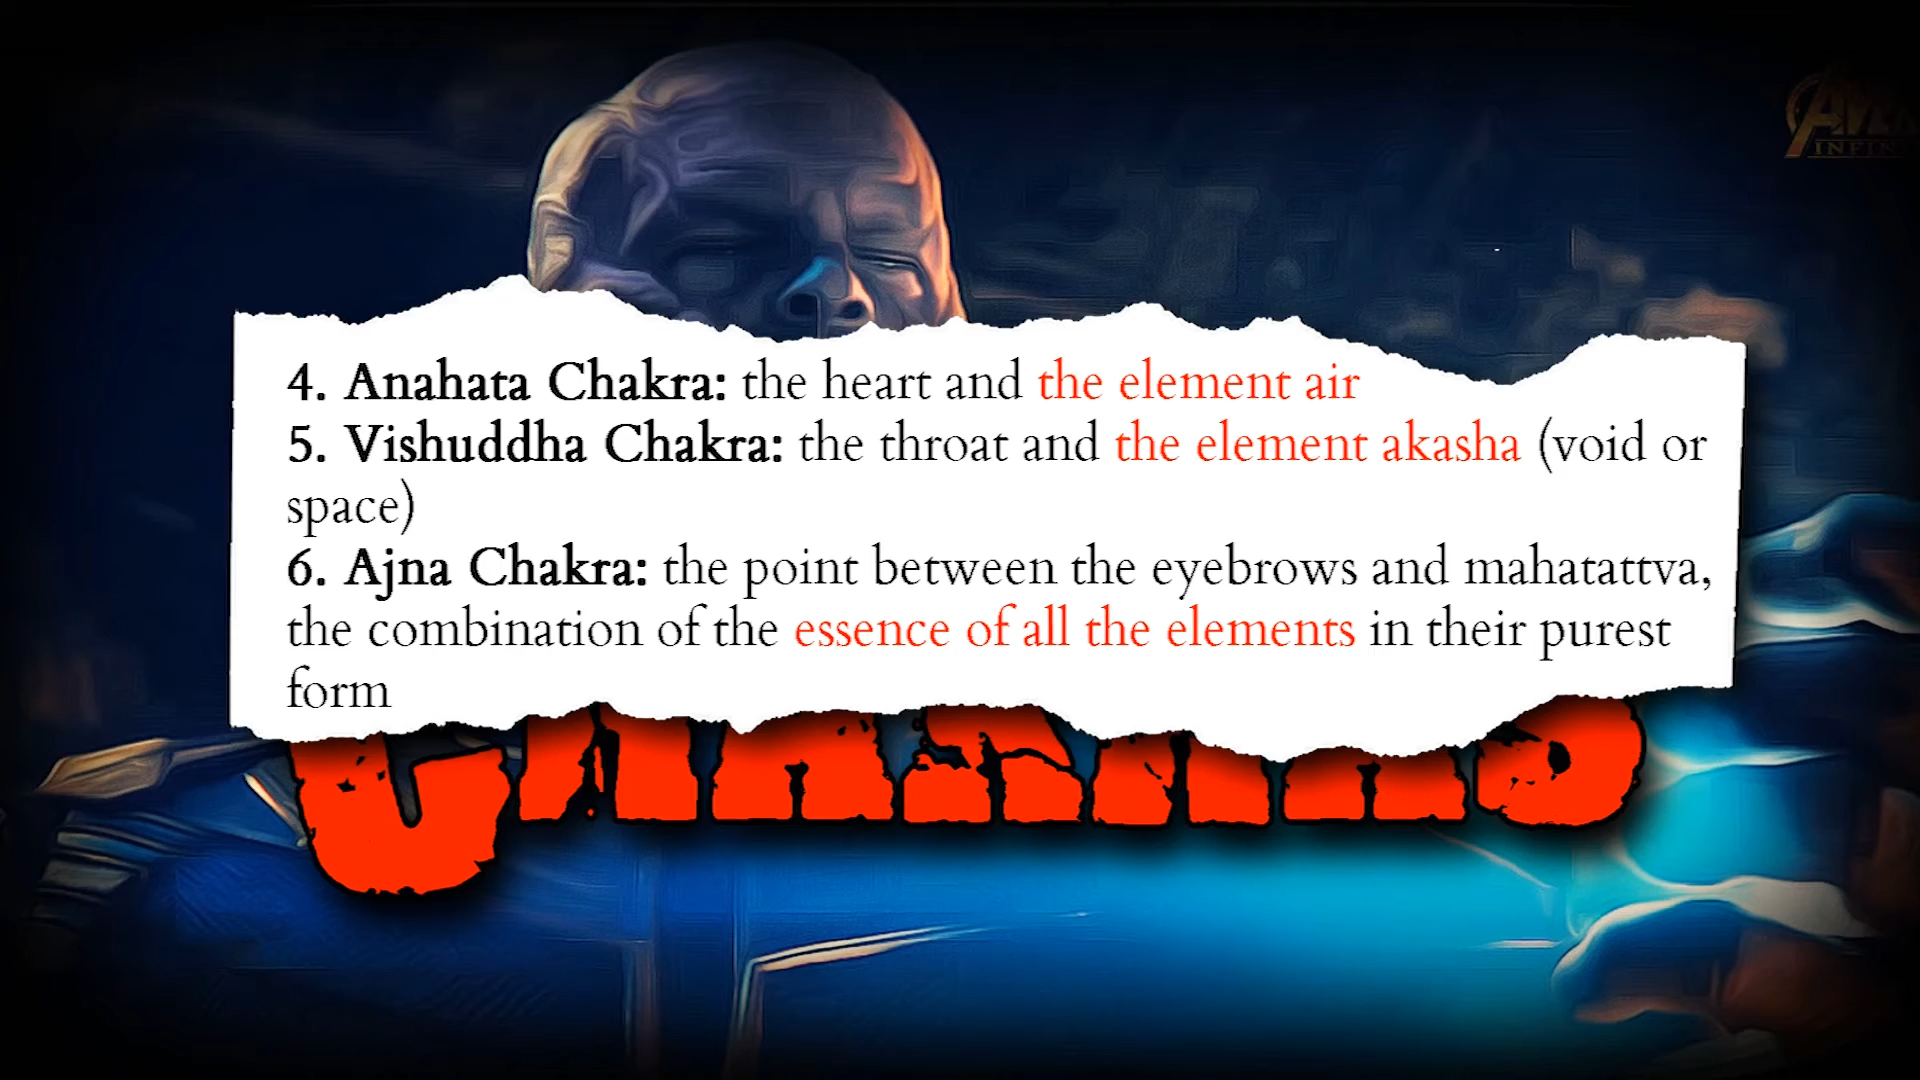 4. Anahata Chakra: the heart and the element air
5. Vishuddha Chakra: the throat and the element akasha (void or
space)
6. Ajna Chakra: the point between the eyebrows and mahatattva,
the combination of the essence of all the elements in their purest
form